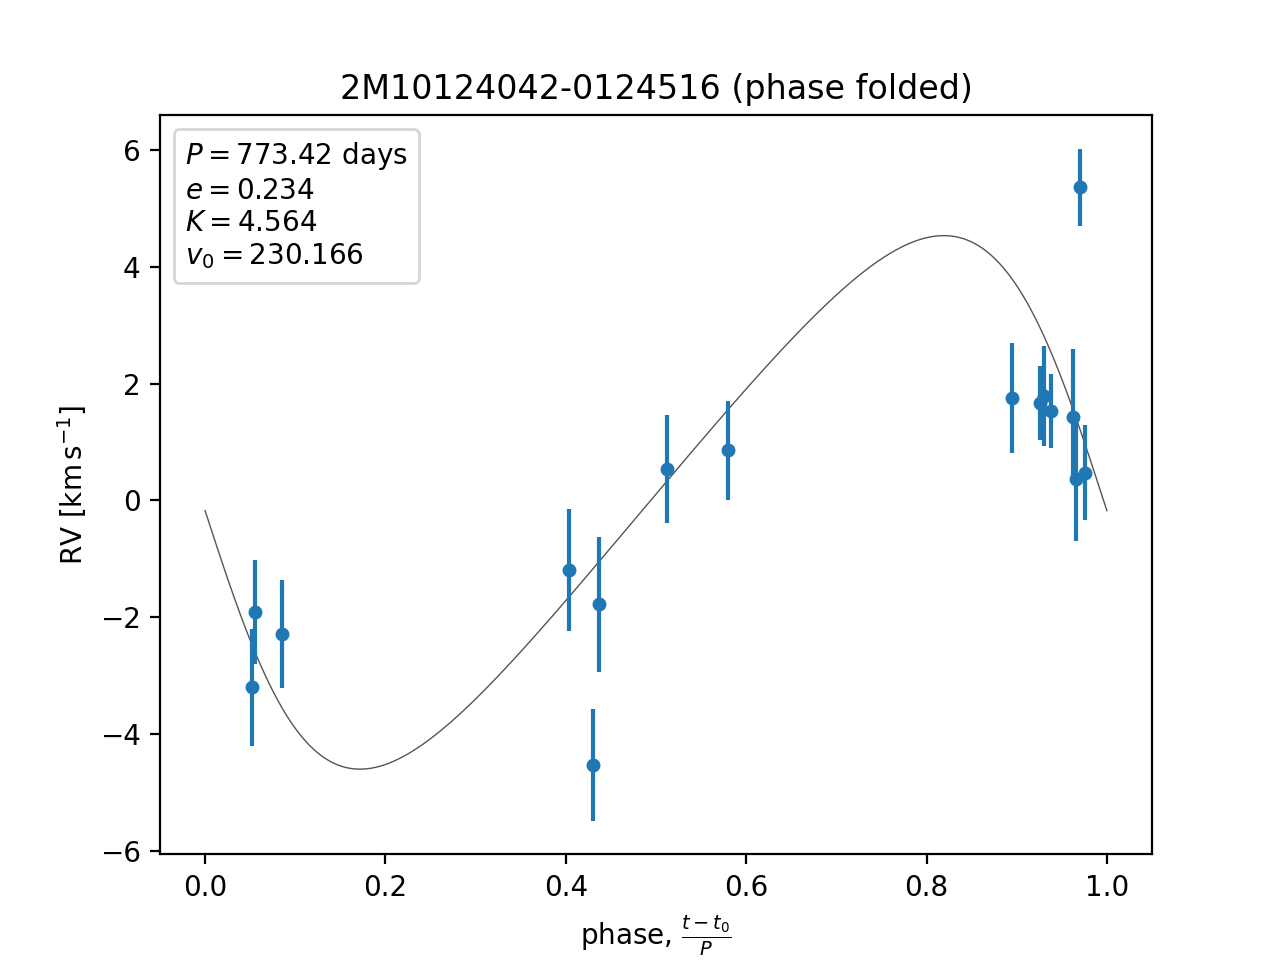 2M10124042-0124516 (phase folded)
P = 773.42 days
e = 0.234
K = 4.564
v₀ = 230.166
6
4
2
0
−2
−4
−6
RV [km s⁻¹]
0.0 0.2 0.4 0.6 0.8 1.0
phase, (t − t₀)/P